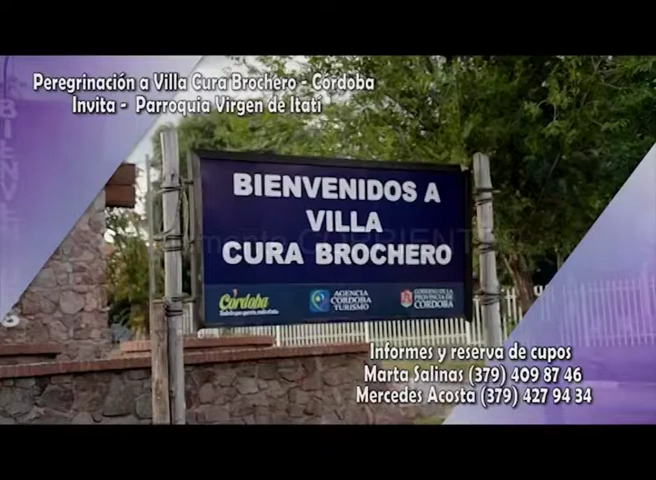 Peregrinación a Villa Cura Brochero - Córdoba
Invita - Parroquia Virgen de Itatí
BIENVENIDOS A
VILLA
CURA BROCHERO
Córdoba
AGENCIA
CÓRDOBA
TURISMO
GOBIERNO DE LA
PROVINCIA DE
CÓRDOBA
Informes y reserva de cupos
Marta Salinas (379) 409 87 46
Mercedes Acosta (379) 427 94 34